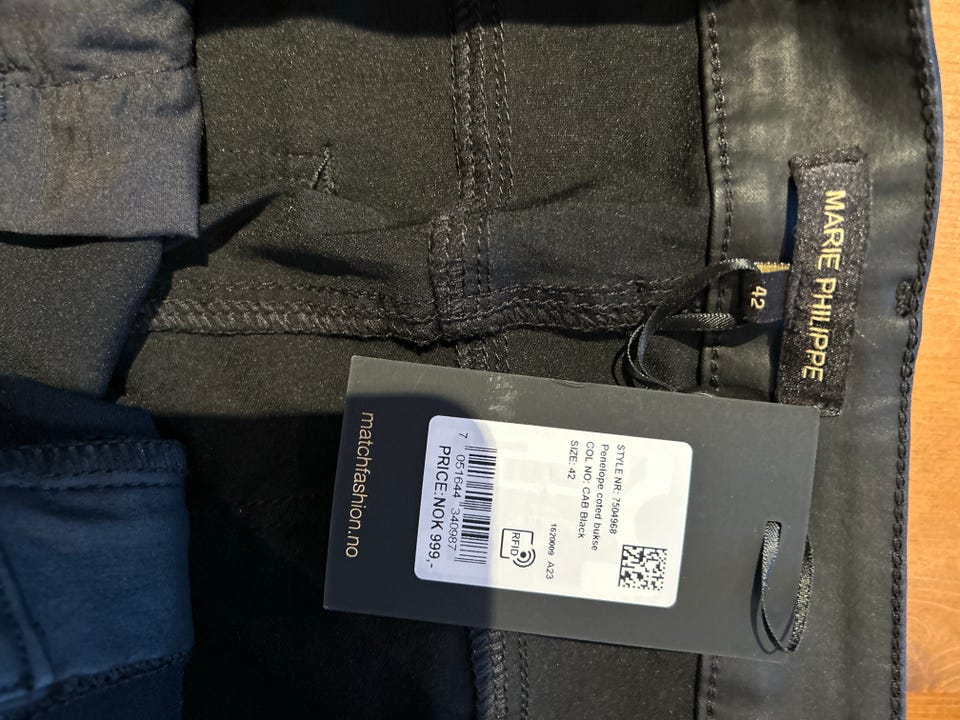 MARIE PHILIPPE
42
STYLE NR: 7504968
Penelope coted bukse
COL NO: CAB Black
SIZE: 42
1620009 A23
RFID
7 051644 340987
PRICE:NOK 999,-
matchfashion.no